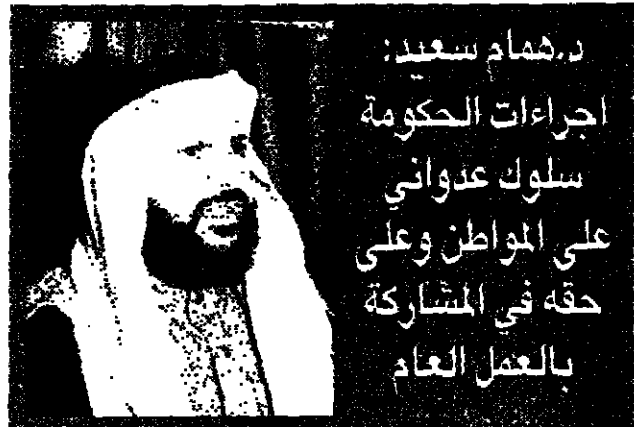 د.همام سعيد:
اجراءات الحكومة
سلوك عدواني
على المواطن وعلى
حقه في المشاركة
بالعمل العام